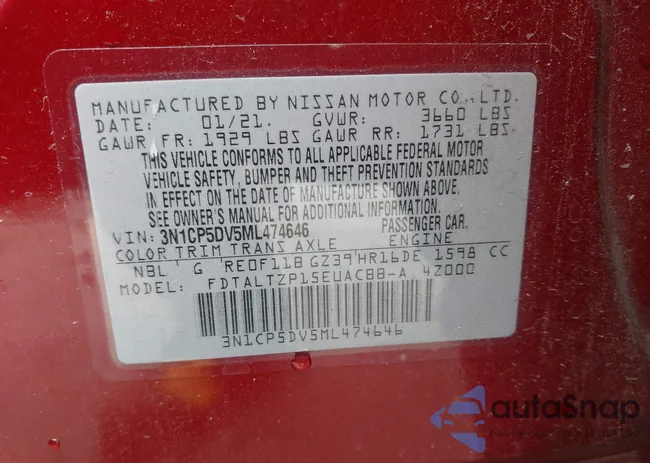 MANUFACTURED BY NISSAN MOTOR CO., LTD.
DATE: 01/21. GVWR: 3660 LBS
GAWR FR: 1929 LBS GAWR RR: 1731 LBS
THIS VEHICLE CONFORMS TO ALL APPLICABLE FEDERAL MOTOR
VEHICLE SAFETY, BUMPER AND THEFT PREVENTION STANDARDS
IN EFFECT ON THE DATE OF MANUFACTURE SHOWN ABOVE.
SEE OWNER'S MANUAL FOR ADDITIONAL INFORMATION.
VIN: 3N1CP5DV5ML474646 PASSENGER CAR.
COLOR TRIM TRANS AXLE ENGINE
NBL G RE0F11B GZ39 HR16DE 1598 CC
FDTALTZP15EUACBB-A 4Z000
3N1CP5DV5ML474646
autoSnap